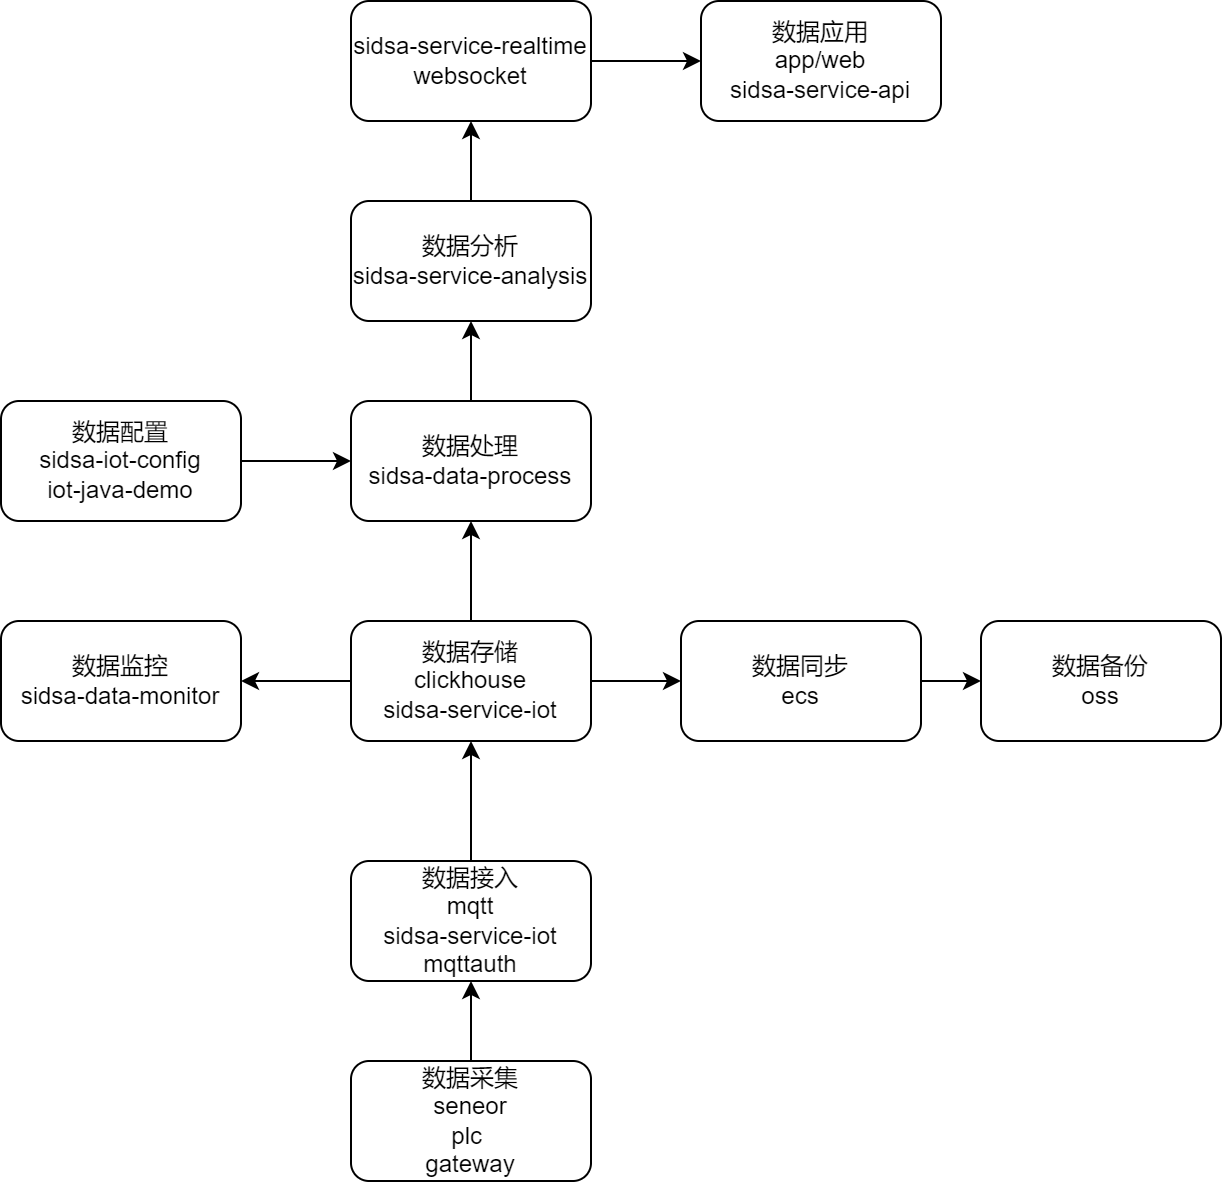 sidsa-service-realtime
websocket
数据应用
app/web
sidsa-service-api
数据分析
sidsa-service-analysis
数据配置
sidsa-iot-config
iot-java-demo
数据处理
sidsa-data-process
数据监控
sidsa-data-monitor
数据存储
clickhouse
sidsa-service-iot
数据同步
ecs
数据备份
oss
数据接入
mqtt
sidsa-service-iot
mqttauth
数据采集
seneor
plc
gateway